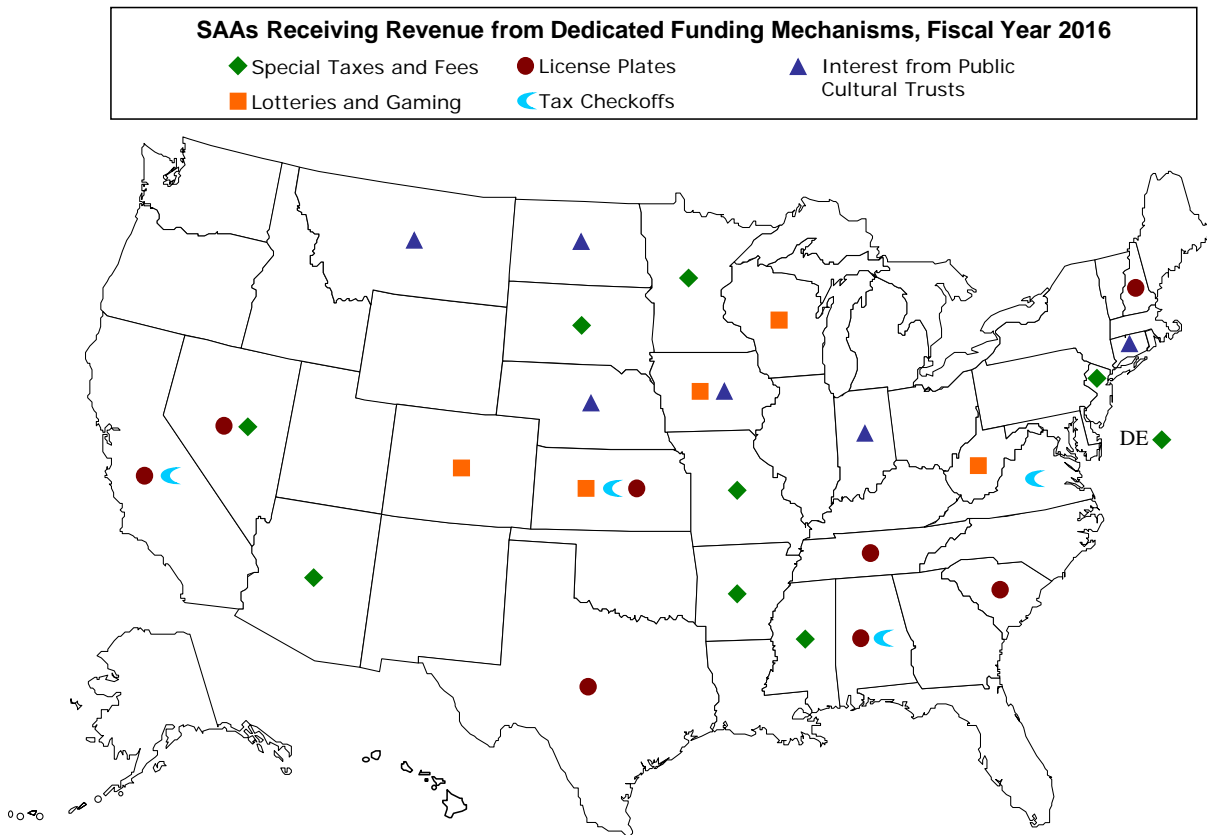 SAAs Receiving Revenue from Dedicated Funding Mechanisms, Fiscal Year 2016
Special Taxes and Fees
License Plates
Interest from Public
Cultural Trusts
Lotteries and Gaming
Tax Checkoffs
DE